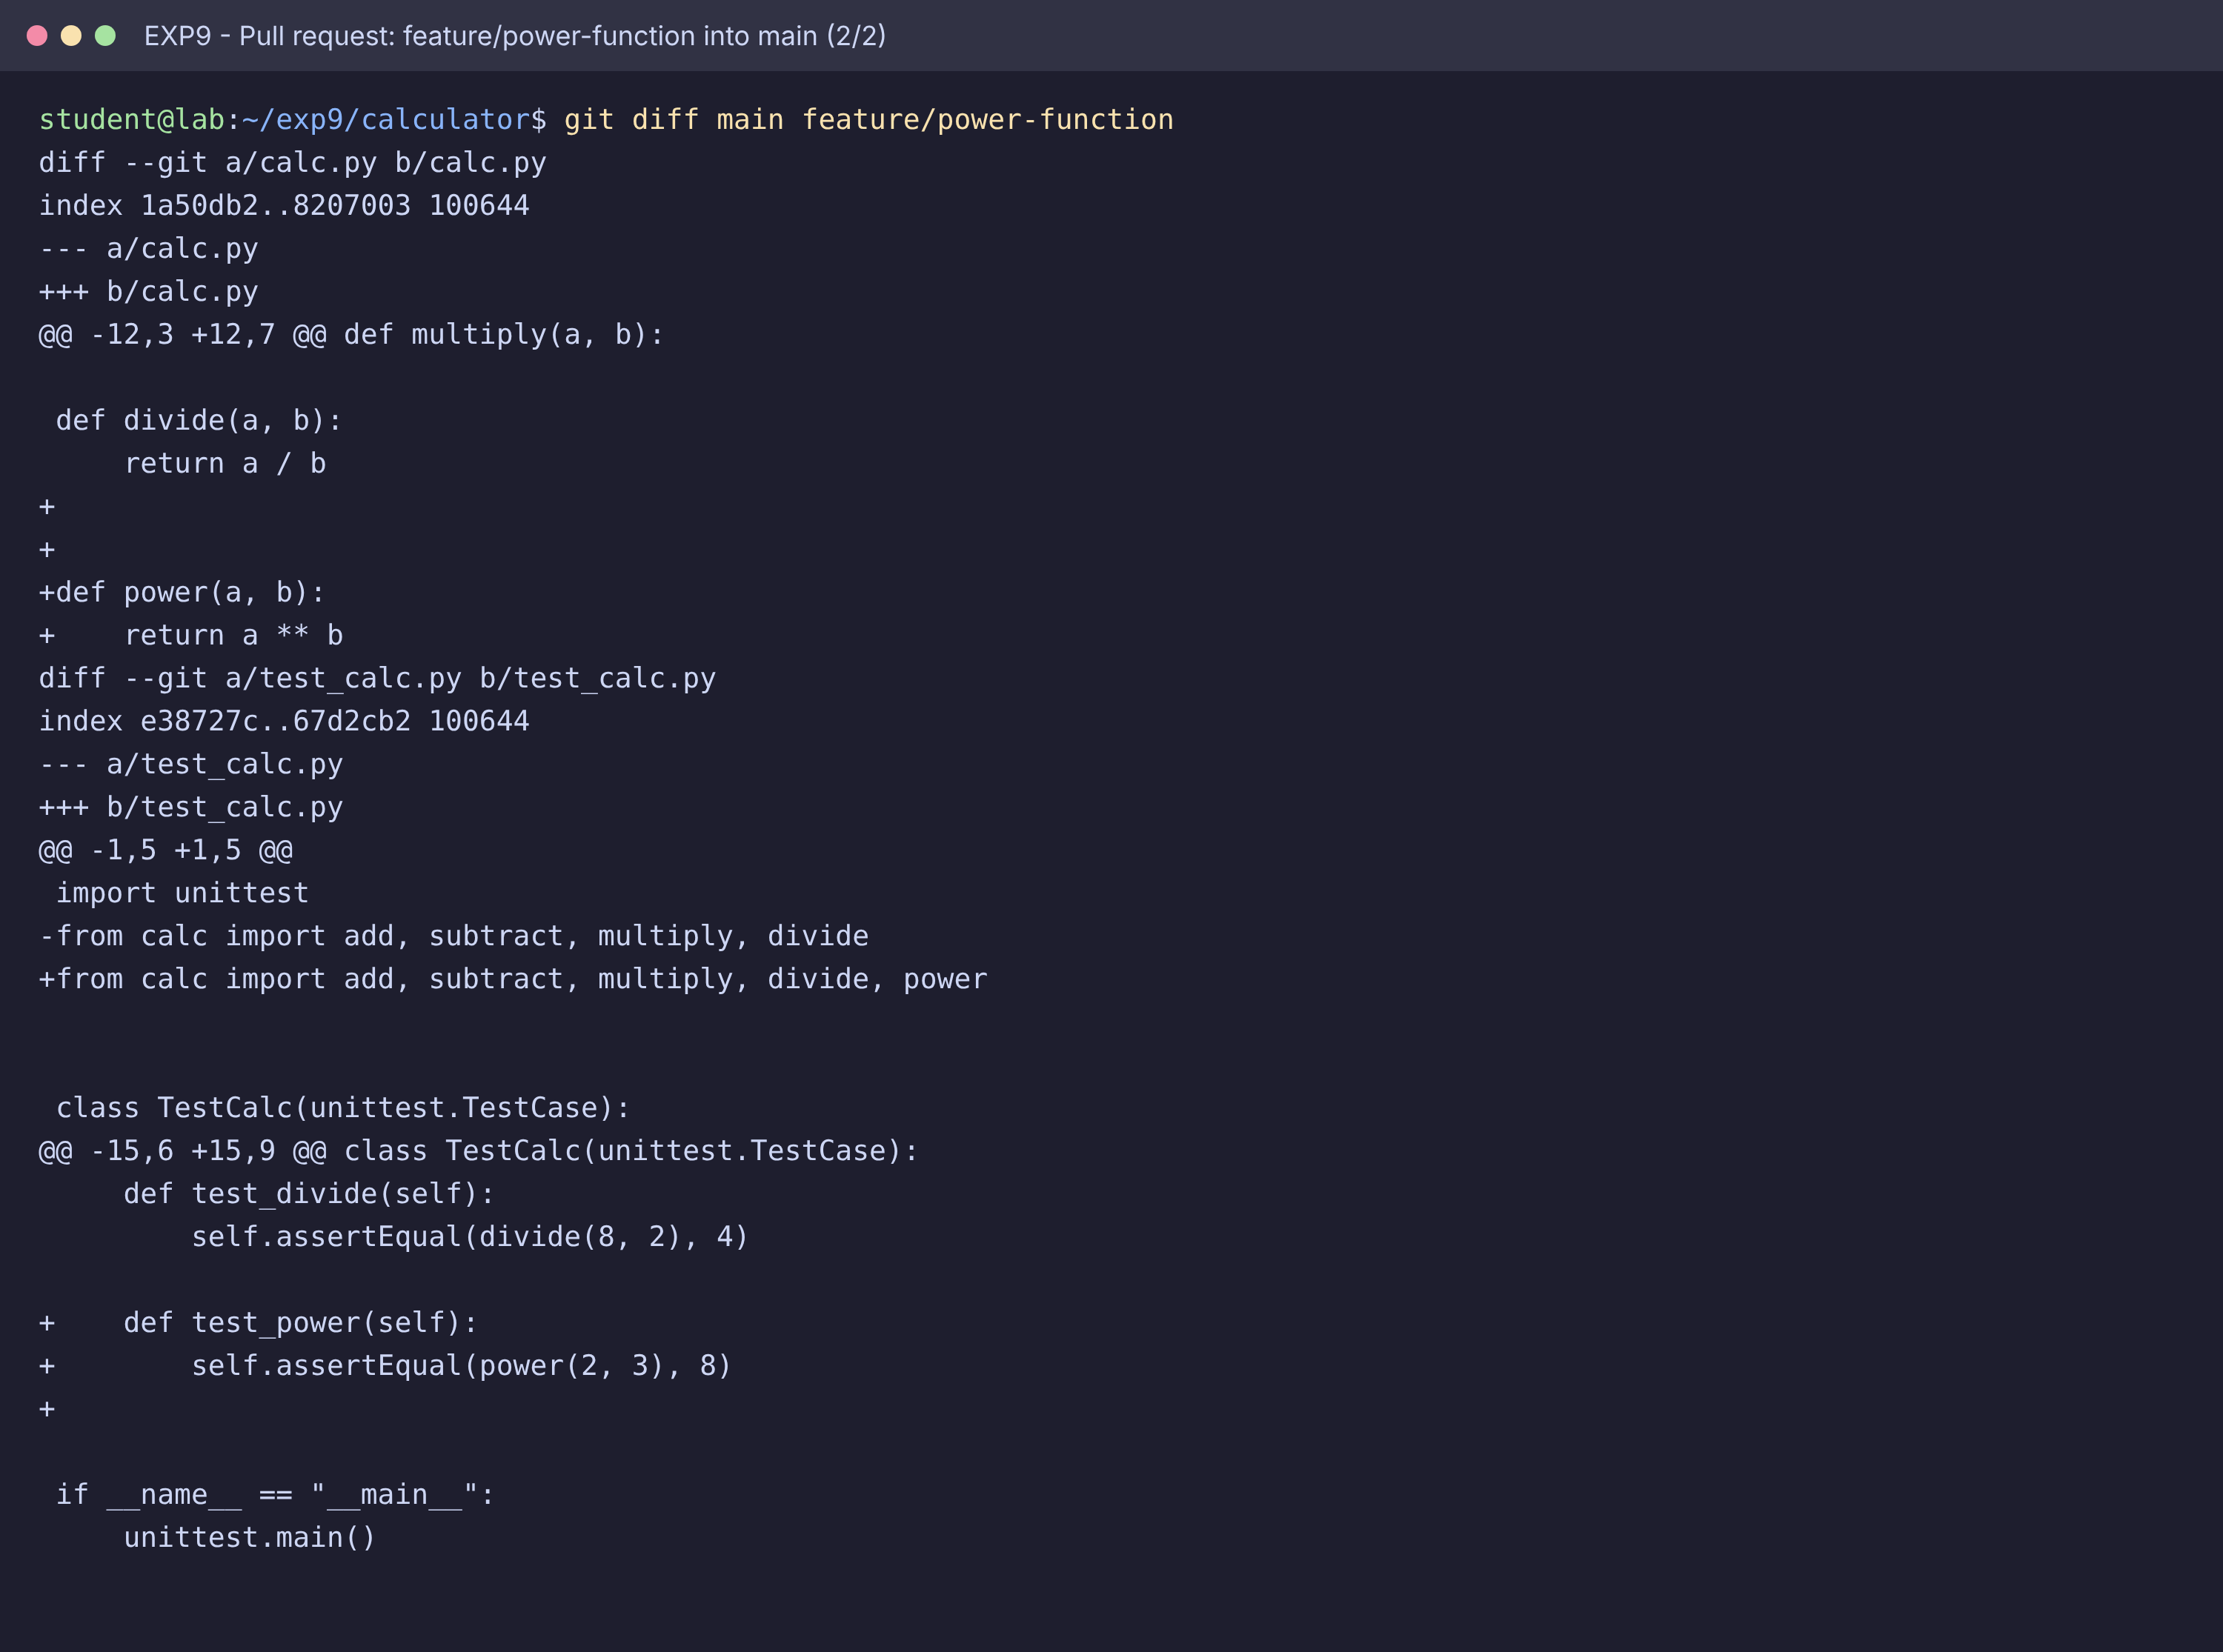 EXP9 - Pull request: feature/power-function into main (2/2)
student@lab:~/exp9/calculator$ git diff main feature/power-function
diff --git a/calc.py b/calc.py
index 1a50db2..8207003 100644
--- a/calc.py
+++ b/calc.py
@@ -12,3 +12,7 @@ def multiply(a, b):

 def divide(a, b):
     return a / b
+
+
+def power(a, b):
+    return a ** b
diff --git a/test_calc.py b/test_calc.py
index e38727c..67d2cb2 100644
--- a/test_calc.py
+++ b/test_calc.py
@@ -1,5 +1,5 @@
 import unittest
-from calc import add, subtract, multiply, divide
+from calc import add, subtract, multiply, divide, power


 class TestCalc(unittest.TestCase):
@@ -15,6 +15,9 @@ class TestCalc(unittest.TestCase):
     def test_divide(self):
         self.assertEqual(divide(8, 2), 4)

+    def test_power(self):
+        self.assertEqual(power(2, 3), 8)
+

 if __name__ == "__main__":
     unittest.main()